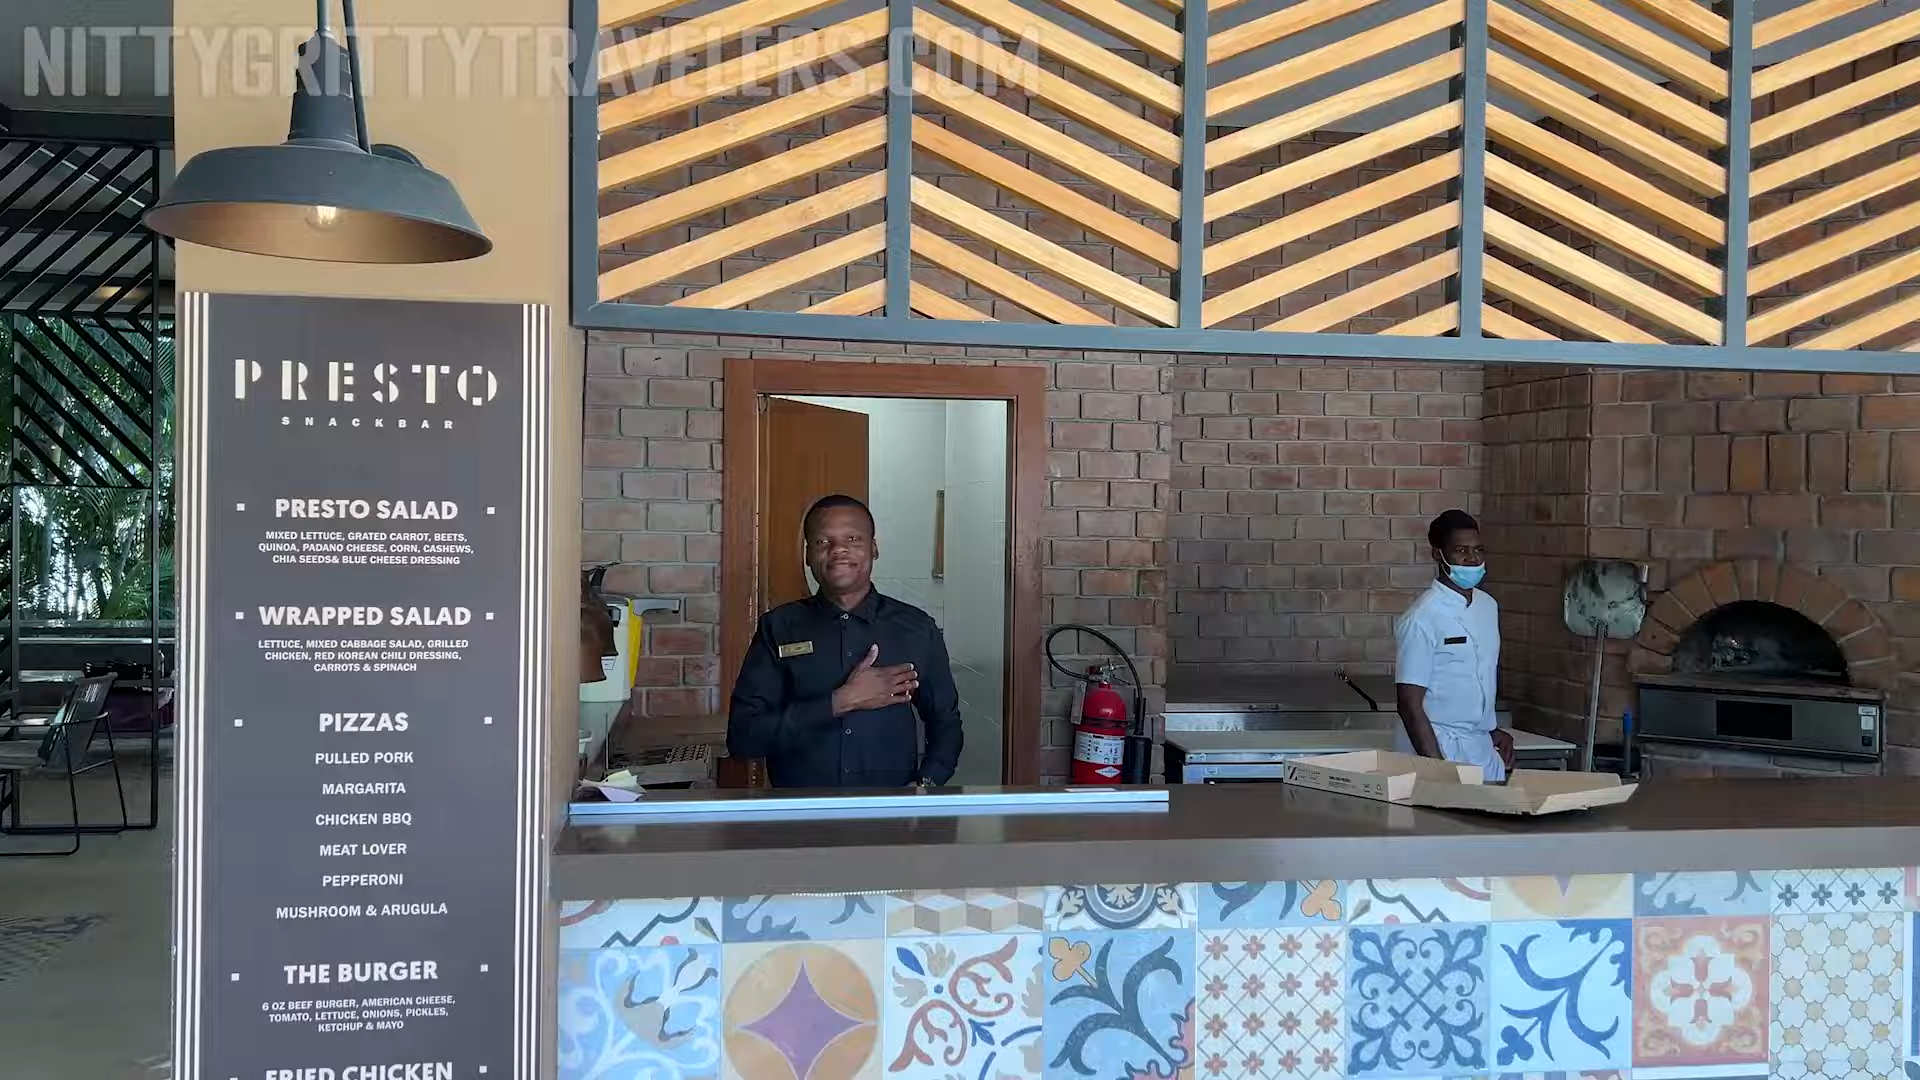 NITTYGRITTYTRAVELERS.COM
PRESTO
SNACKBAR
PRESTO SALAD
MIXED LETTUCE, GRATED CARROT, BEETS,
QUINOA, PADANO CHEESE, CORN, CASHEWS,
CHIA SEEDS& BLUE CHEESE DRESSING
WRAPPED SALAD
LETTUCE, MIXED CABBAGE SALAD, GRILLED
CHICKEN, RED KOREAN CHILI DRESSING,
CARROTS & SPINACH
PIZZAS
PULLED PORK
MARGARITA
CHICKEN BBQ
MEAT LOVER
PEPPERONI
MUSHROOM & ARUGULA
THE BURGER
6 OZ BEEF BURGER, AMERICAN CHEESE,
TOMATO, LETTUCE, ONIONS, PICKLES,
KETCHUP & MAYO
FRIED CHICKEN